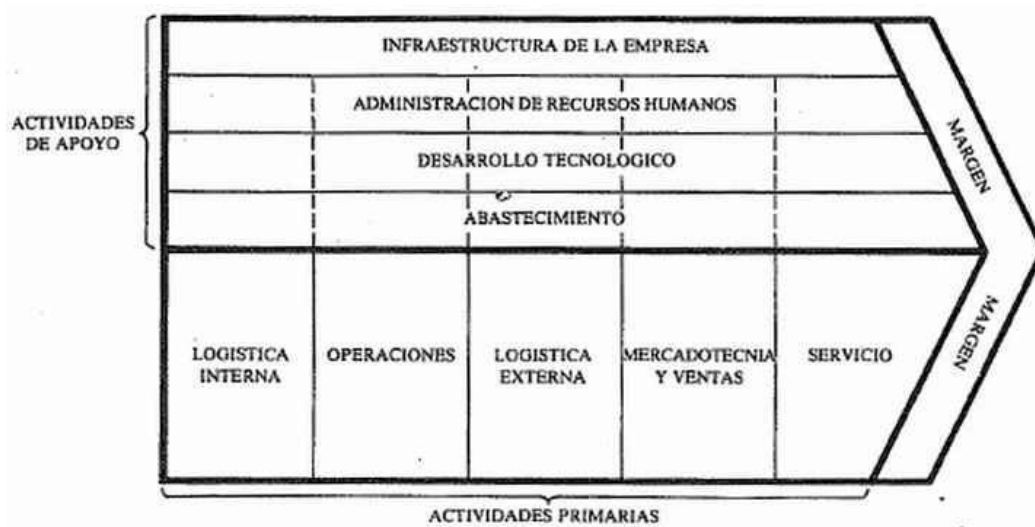 INFRAESTRUCTURA DE LA EMPRESA
ADMINISTRACION DE RECURSOS HUMANOS
ACTIVIDADES
DE APOYO
DESARROLLO TECNOLOGICO
ABASTECIMIENTO
MARGEN
LOGISTICA
INTERNA
OPERACIONES
LOGISTICA
EXTERNA
MERCADOTECNIA
Y VENTAS
SERVICIO
MARGEN
ACTIVIDADES PRIMARIAS